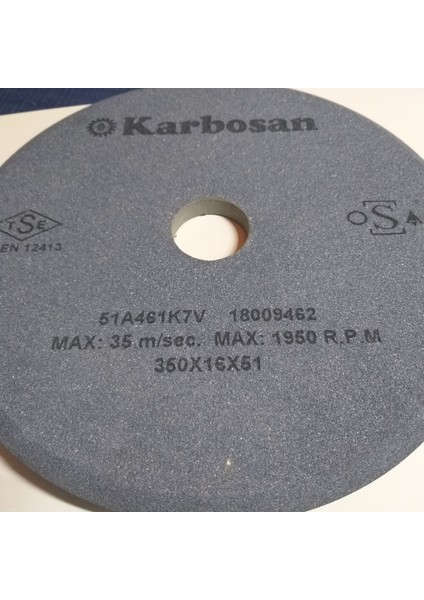 Karbosan
TSE
EN 12413
OSA
51A461K7V 18009462
MAX: 35 m/sec. MAX: 1950 R.P.M
350X16X51